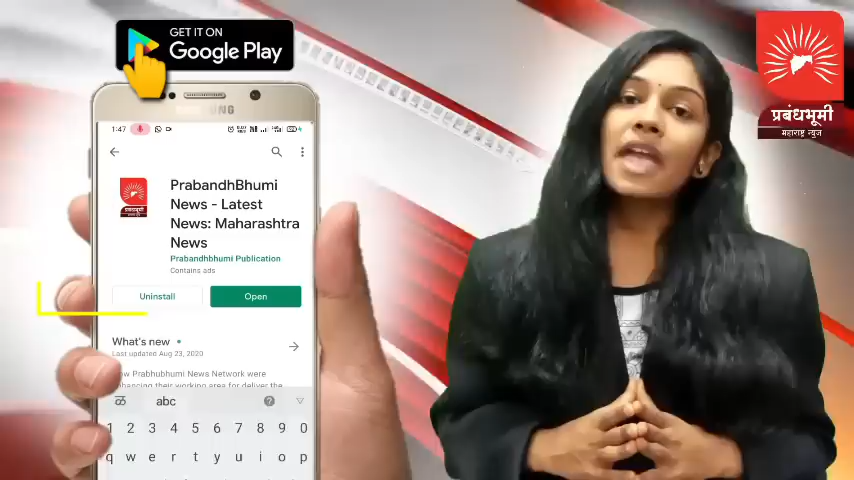 GET IT ON
Google Play
प्रबंधभूमी
महाराष्ट्र न्यूज
SAMSUNG
1:47
PrabandhBhumi
News - Latest
News: Maharashtra
News
Prabandhbhumi Publication
Contains ads
Uninstall
Open
What's new
Last updated Aug 23, 2020
Now Prabhubhumi News Network were
enhancing their working area for deliver the
abc
1 2 3 4 5 6 7 8 9 0
q w e r t y u i o p